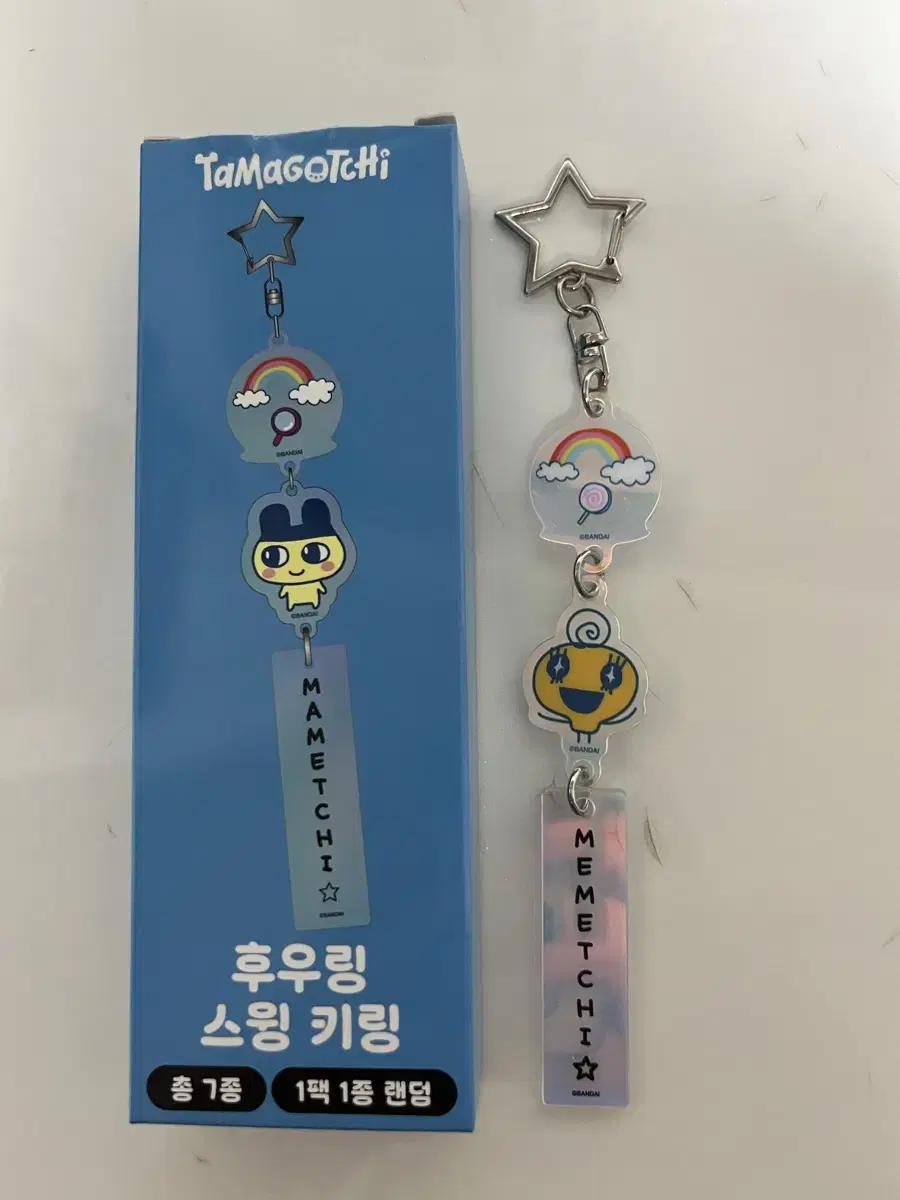 TaMaGOTCHi
©BANDAI
©BANDAI
MAMETCHI☆
©BANDAI
후우링
스윙 키링
총 7종
1팩 1종 랜덤
©BANDAI
©BANDAI
MEMETCHI☆
©BANDAI